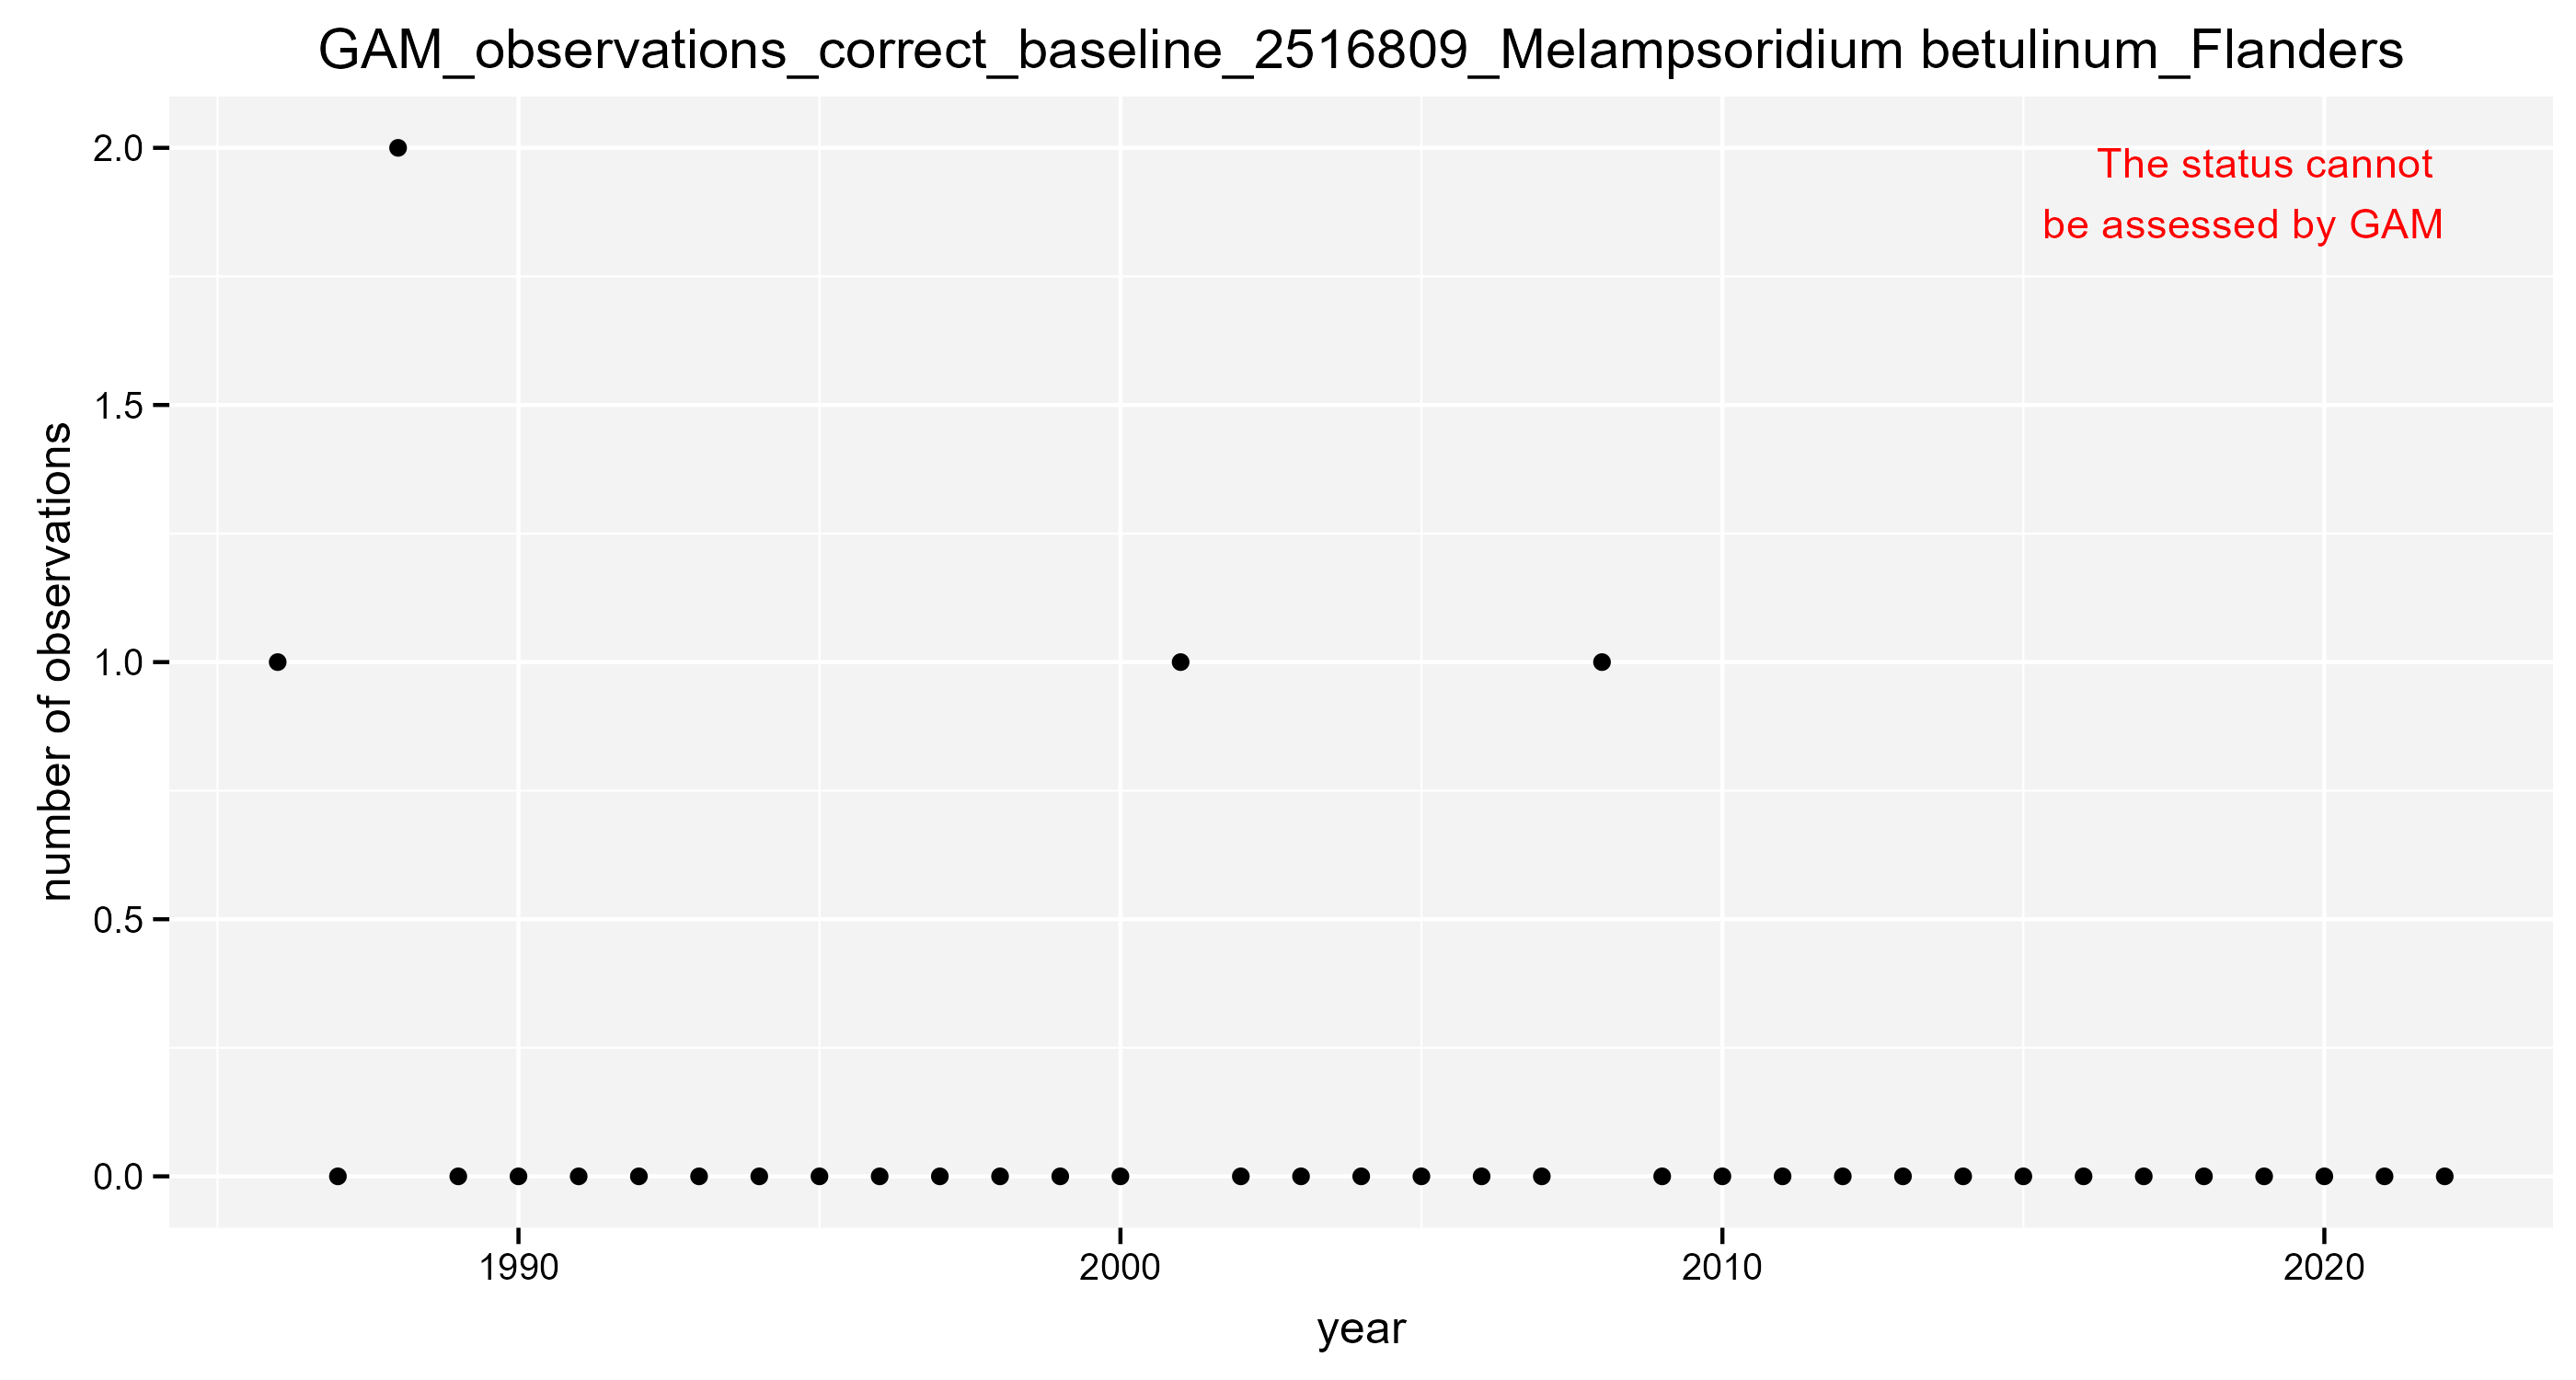 GAM_observations_correct_baseline_2516809_Melampsoridium betulinum_Flanders
The status cannot
be assessed by GAM
2.0
1.5
1.0
0.5
0.0
number of observations
1990
2000
2010
2020
year